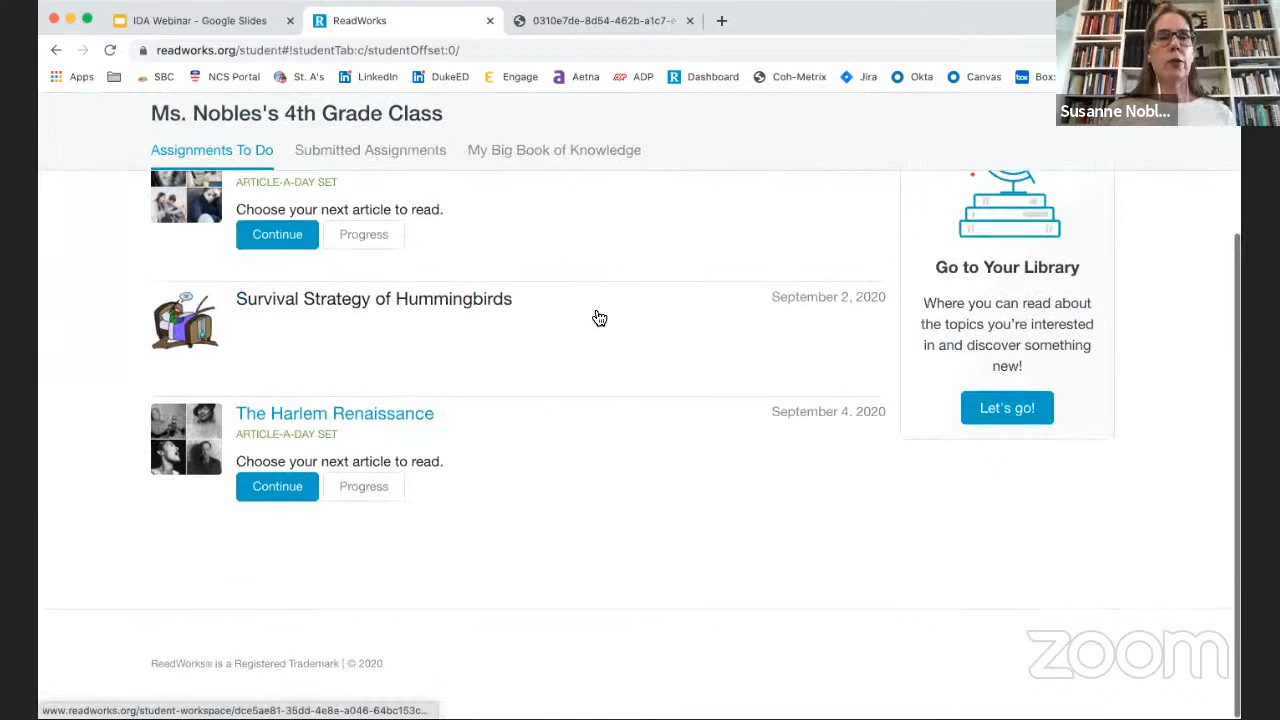 IDA Webinar - Google Slides
ReadWorks
0310e7de-8d54-462b-a1c7-e
readworks.org/student#!studentTab:c/studentOffset:0/
Apps SBC NCS Portal St. A's LinkedIn DukeED Engage Aetna ADP Dashboard Coh-Metrix Jira Okta Canvas Box:
Susanne Nobl...
Ms. Nobles's 4th Grade Class
Assignments To Do Submitted Assignments My Big Book of Knowledge
ARTICLE-A-DAY SET
Choose your next article to read.
Continue Progress
Survival Strategy of Hummingbirds September 2, 2020
The Harlem Renaissance September 4, 2020
ARTICLE-A-DAY SET
Choose your next article to read.
Continue Progress
Go to Your Library
Where you can read about
the topics you're interested
in and discover something
new!
Let's go!
ReadWorks® is a Registered Trademark | © 2020
zoom
www.readworks.org/student-workspace/dce5ae81-35dd-4e8e-a046-64bc153c...